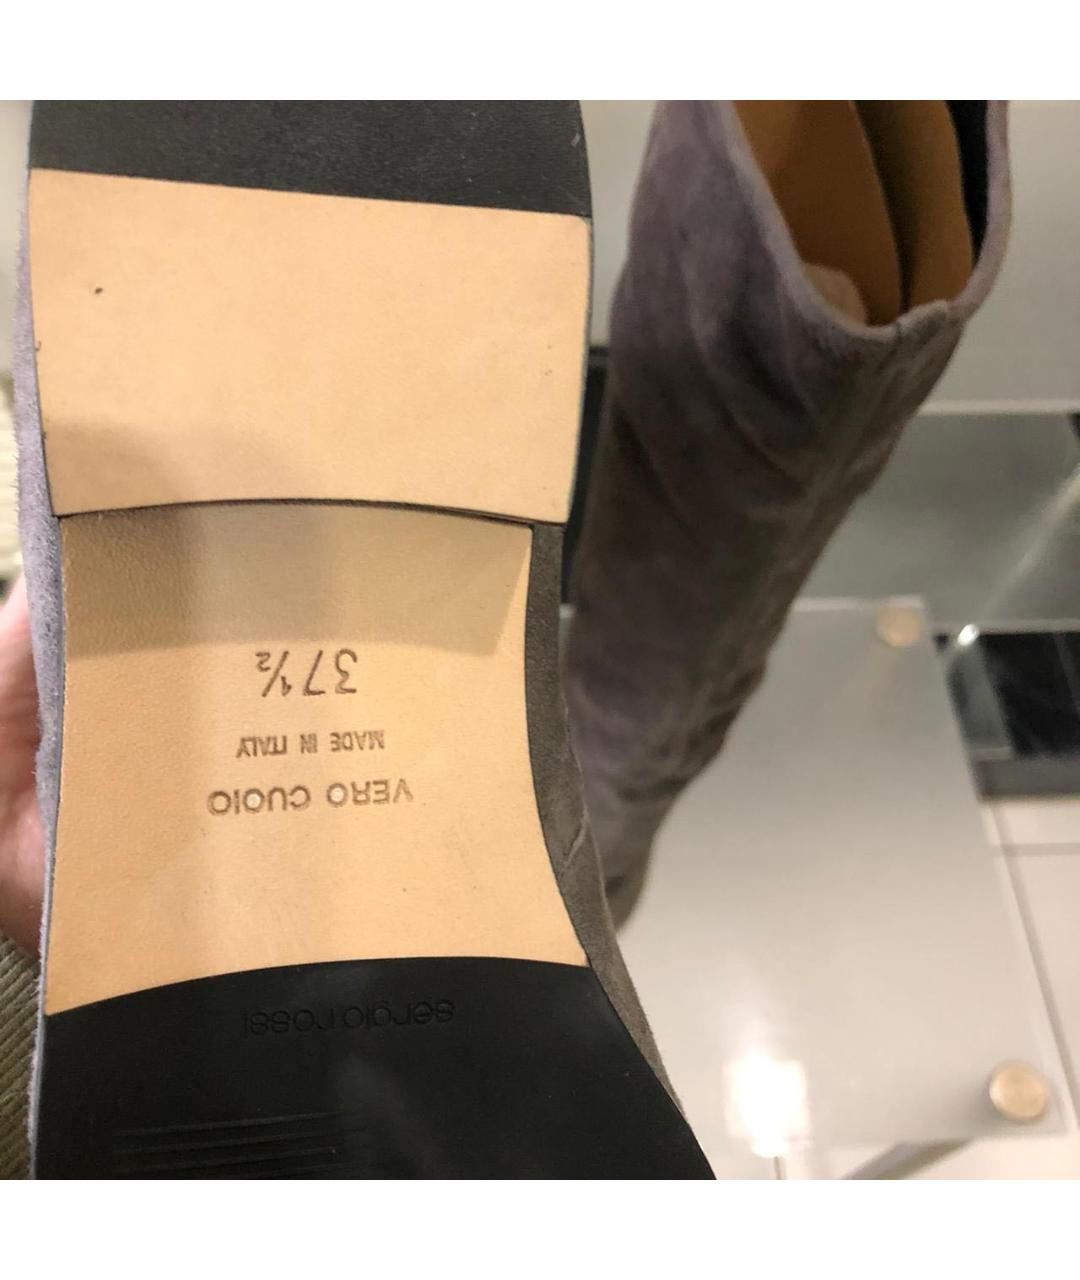 sergio rossi
VERO CUOIO
MADE IN ITALY
37½